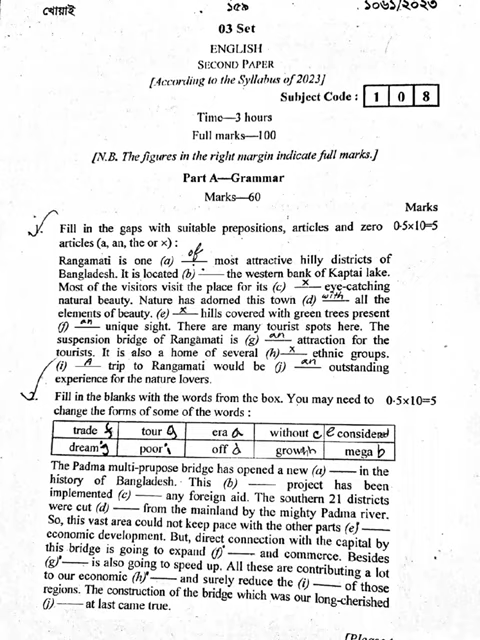 খোয়াই ১৫৯ ১০৬১/২০২৩
03 Set
ENGLISH
SECOND PAPER
[According to the Syllabus of 2023]
Subject Code : 1 0 8
Time—3 hours
Full marks—100
[N.B. The figures in the right margin indicate full marks.]
Part A—Grammar
Marks—60
Marks
Fill in the gaps with suitable prepositions, articles and zero 0·5×10=5
articles (a, an, the or ×) :
Rangamati is one (a) of most attractive hilly districts of
Bangladesh. It is located (b) — the western bank of Kaptai lake.
Most of the visitors visit the place for its (c) x eye-catching
natural beauty. Nature has adorned this town (d) with all the
elements of beauty. (e) x hills covered with green trees present
(f) an unique sight. There are many tourist spots here. The
suspension bridge of Rangamati is (g) an attraction for the
tourists. It is also a home of several (h) x ethnic groups.
(i) A trip to Rangamati would be (j) an outstanding
experience for the nature lovers.
2. Fill in the blanks with the words from the box. You may need to 0·5×10=5
change the forms of some of the words :
trade f tour g era a without c e considered
dream j poor i off d growth mega b
The Padma multi-prupose bridge has opened a new (a) — in the
history of Bangladesh. This (b) — project has been
implemented (c) — any foreign aid. The southern 21 districts
were cut (d) — from the mainland by the mighty Padma river.
So, this vast area could not keep pace with the other parts (e) —
economic development. But, direct connection with the capital by
this bridge is going to expand (f) — and commerce. Besides
(g) — is also going to speed up. All these are contributing a lot
to our economic (h) — and surely reduce the (i) — of those
regions. The construction of the bridge which was our long-cherished
(j) — at last came true.